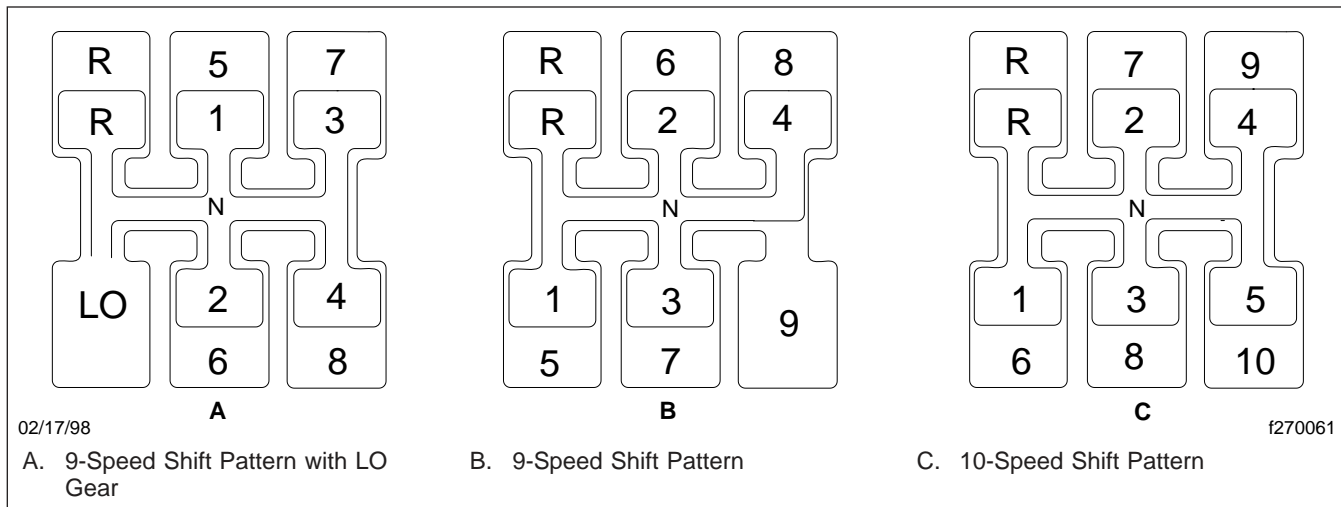 R 5 7 R 6 8 R 7 9
R 1 3 R 2 4 R 2 4
N N N
LO 2 4 1 3 9 1 3 5
6 8 5 7 6 8 10
A B C
02/17/98 f270061
A. 9-Speed Shift Pattern with LO Gear
B. 9-Speed Shift Pattern
C. 10-Speed Shift Pattern